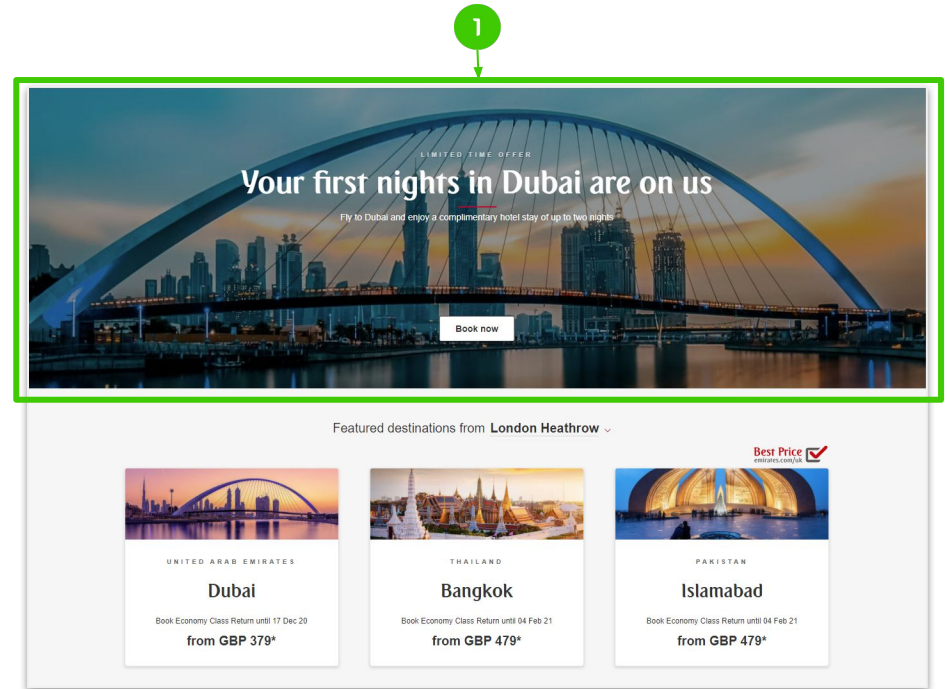 1
LIMITED TIME OFFER
Your first nights in Dubai are on us
Fly to Dubai and enjoy a complimentary hotel stay of up to two nights
Book now
Featured destinations from London Heathrow
Best Price
emirates.com/uk
UNITED ARAB EMIRATES
Dubai
Book Economy Class Return until 17 Dec 20
from GBP 379*
THAILAND
Bangkok
Book Economy Class Return until 04 Feb 21
from GBP 479*
PAKISTAN
Islamabad
Book Economy Class Return until 04 Feb 21
from GBP 479*